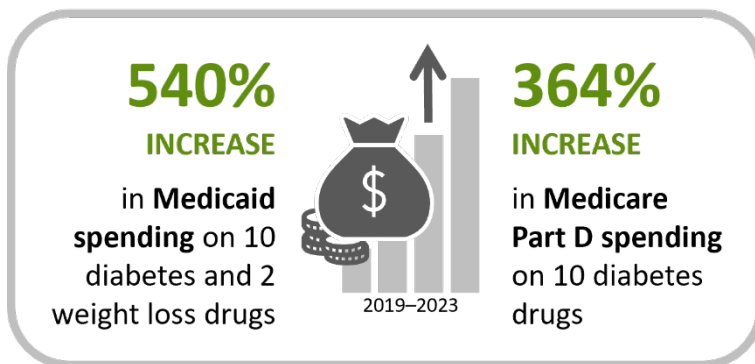 540%
INCREASE
in Medicaid
spending on 10
diabetes and 2
weight loss drugs
$
2019–2023
364%
INCREASE
in Medicare
Part D spending
on 10 diabetes
drugs